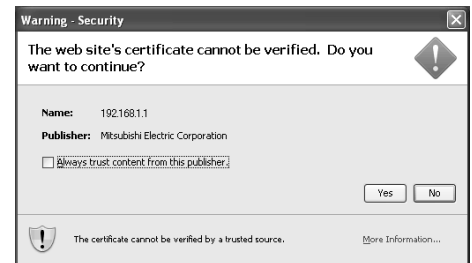 Warning - Security
The web site's certificate cannot be verified. Do you
want to continue?
Name: 192.168.1.1
Publisher: Mitsubishi Electric Corporation
Always trust content from this publisher.
Yes No
The certificate cannot be verified by a trusted source. More Information...